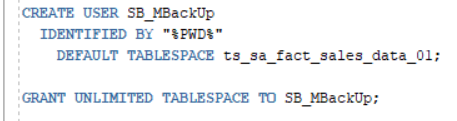 CREATE USER SB_MBackUp
IDENTIFIED BY "%PWD%"
DEFAULT TABLESPACE ts_sa_fact_sales_data_01;
GRANT UNLIMITED TABLESPACE TO SB_MBackUp;